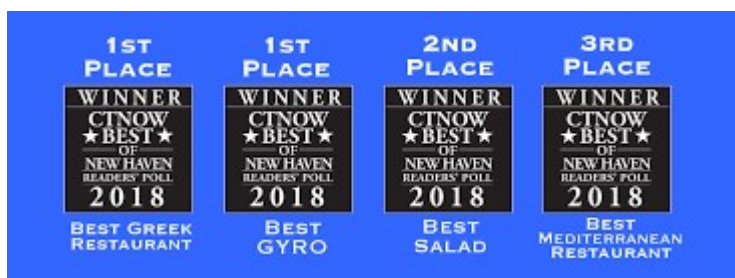 1ST
PLACE
WINNER
CTNOW
★BEST★
OF
NEW HAVEN
READERS' POLL
2018
BEST GREEK
RESTAURANT
1ST
PLACE
WINNER
CTNOW
★BEST★
OF
NEW HAVEN
READERS' POLL
2018
BEST
GYRO
2ND
PLACE
WINNER
CTNOW
★BEST★
OF
NEW HAVEN
READERS' POLL
2018
BEST
SALAD
3RD
PLACE
WINNER
CTNOW
★BEST★
OF
NEW HAVEN
READERS' POLL
2018
BEST
MEDITERRANEAN
RESTAURANT